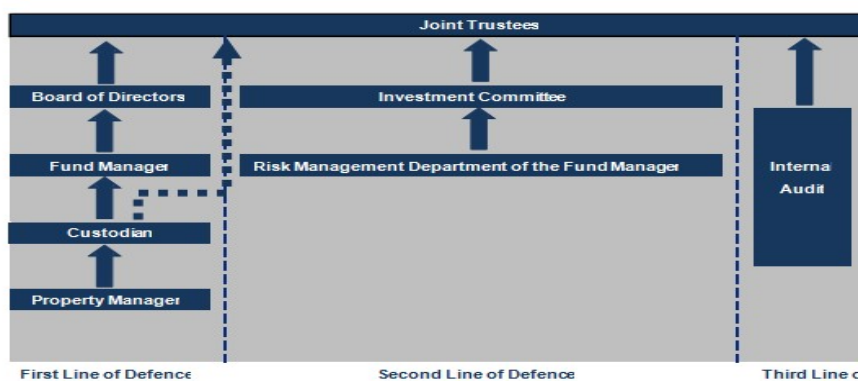 Joint Trustees
Board of Directors
Investment Committee
Fund Manager
Risk Management Department of the Fund Manager
Internal
Audit
Custodian
Property Manager
First Line of Defence
Second Line of Defence
Third Line